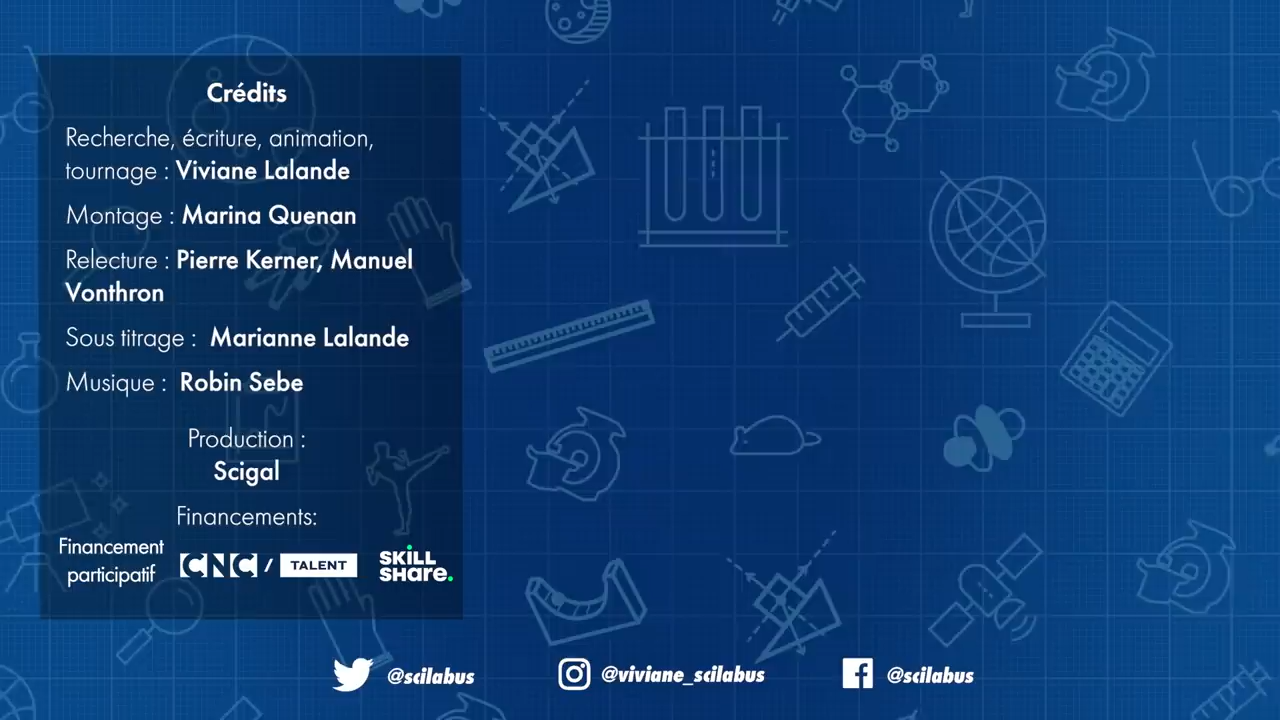 Crédits
Recherche, écriture, animation,
tournage : Viviane Lalande
Montage : Marina Quenan
Relecture : Pierre Kerner, Manuel
Vonthron
Sous titrage : Marianne Lalande
Musique : Robin Sebe
Production :
Scigal
Financements:
Financement
participatif
CNC / TALENT
SKiLL
SHare.
@scilabus
@viviane_scilabus
@scilabus